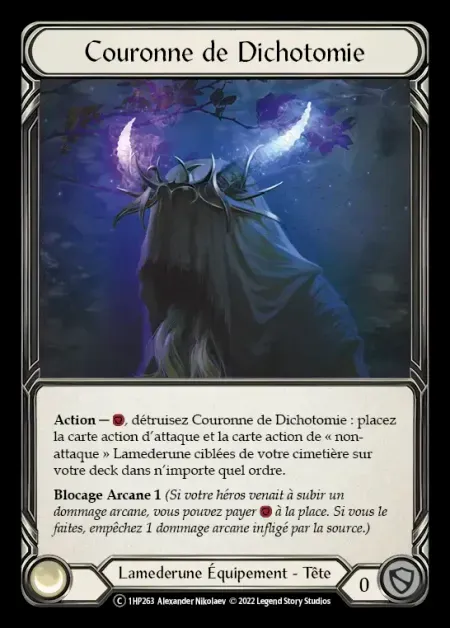 Couronne de Dichotomie
Action — , détruisez Couronne de Dichotomie : placez
la carte action d'attaque et la carte action de « non-
attaque » Lamederune ciblées de votre cimetière sur
votre deck dans n'importe quel ordre.
Blocage Arcane 1 (Si votre héros venait à subir un
dommage arcane, vous pouvez payer à la place. Si vous le
faites, empêchez 1 dommage arcane infligé par la source.)
Lamederune Équipement - Tête
0
C 1HP263 Alexander Nikolaev © 2022 Legend Story Studios